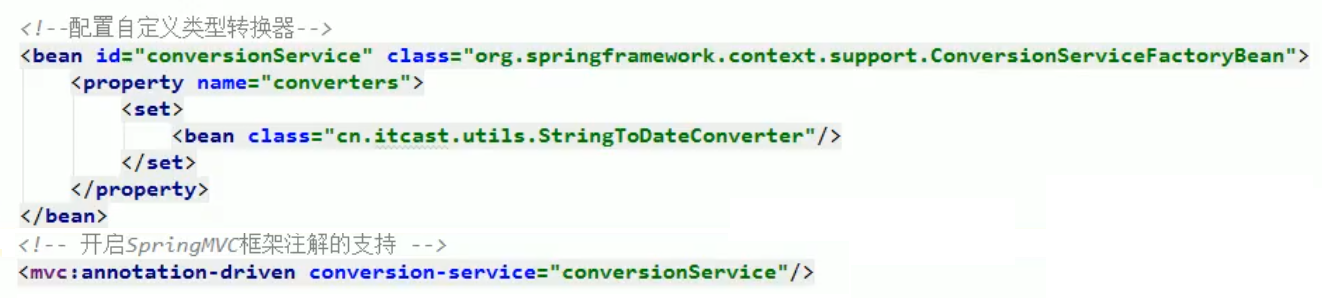 <!--配置自定义类型转换器-->
<bean id="conversionService" class="org.springframework.context.support.ConversionServiceFactoryBean">
    <property name="converters">
        <set>
            <bean class="cn.itcast.utils.StringToDateConverter"/>
        </set>
    </property>
</bean>
<!-- 开启SpringMVC框架注解的支持 -->
<mvc:annotation-driven conversion-service="conversionService"/>